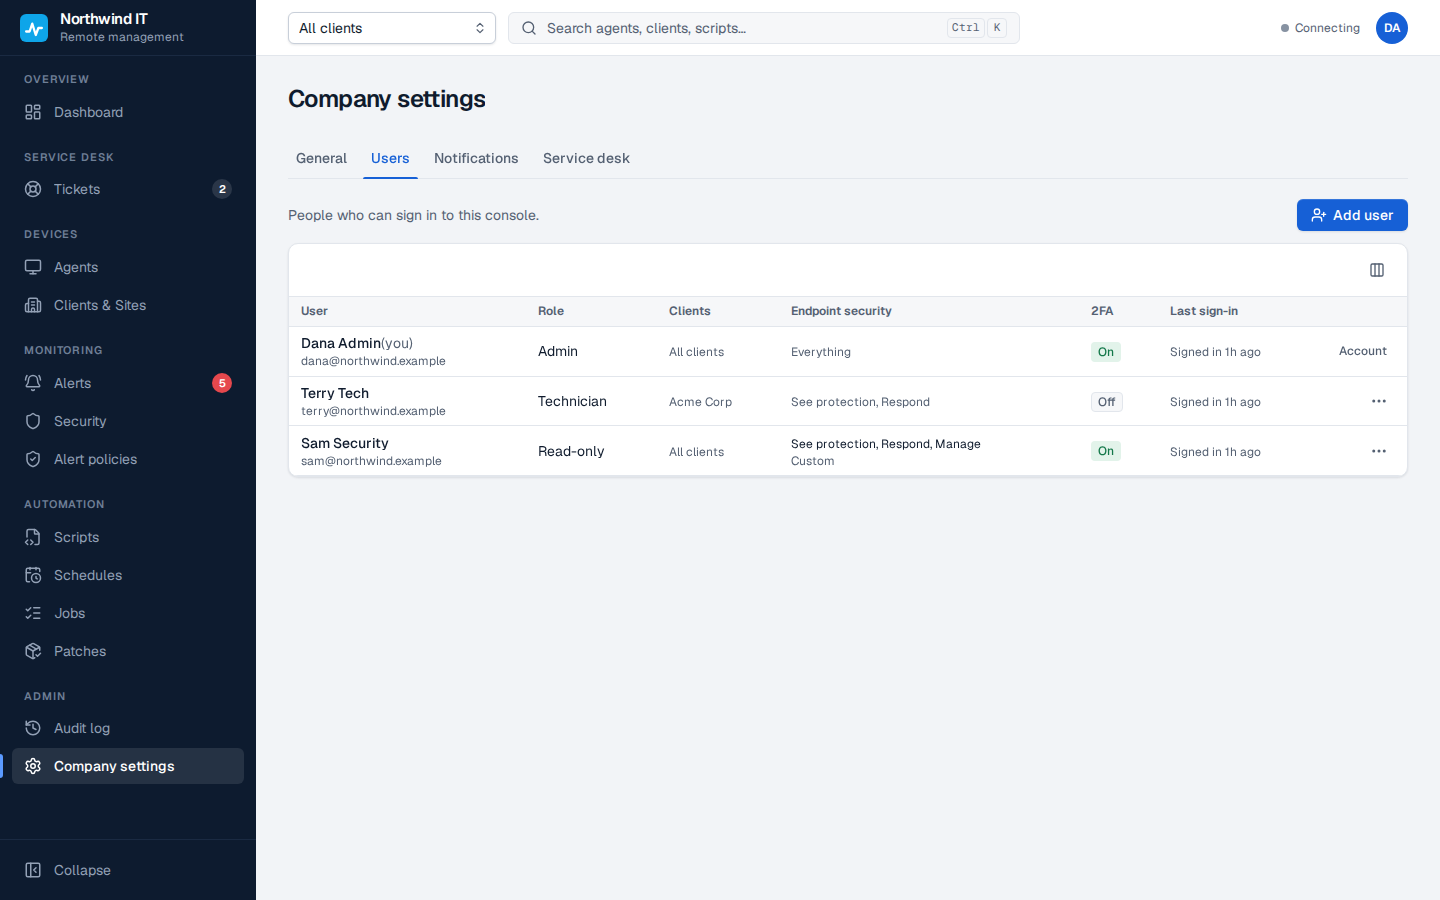 Northwind IT
Remote management
All clients
Search agents, clients, scripts...
Ctrl K
Connecting
DA
OVERVIEW
Dashboard
SERVICE DESK
Tickets 2
DEVICES
Agents
Clients & Sites
MONITORING
Alerts 5
Security
Alert policies
AUTOMATION
Scripts
Schedules
Jobs
Patches
ADMIN
Audit log
Company settings
Collapse
Company settings
General Users Notifications Service desk
People who can sign in to this console.
Add user
User Role Clients Endpoint security 2FA Last sign-in
Dana Admin(you)
dana@northwind.example
Admin All clients Everything On Signed in 1h ago Account
Terry Tech
terry@northwind.example
Technician Acme Corp See protection, Respond Off Signed in 1h ago
Sam Security
sam@northwind.example
Read-only All clients See protection, Respond, Manage
Custom
On Signed in 1h ago